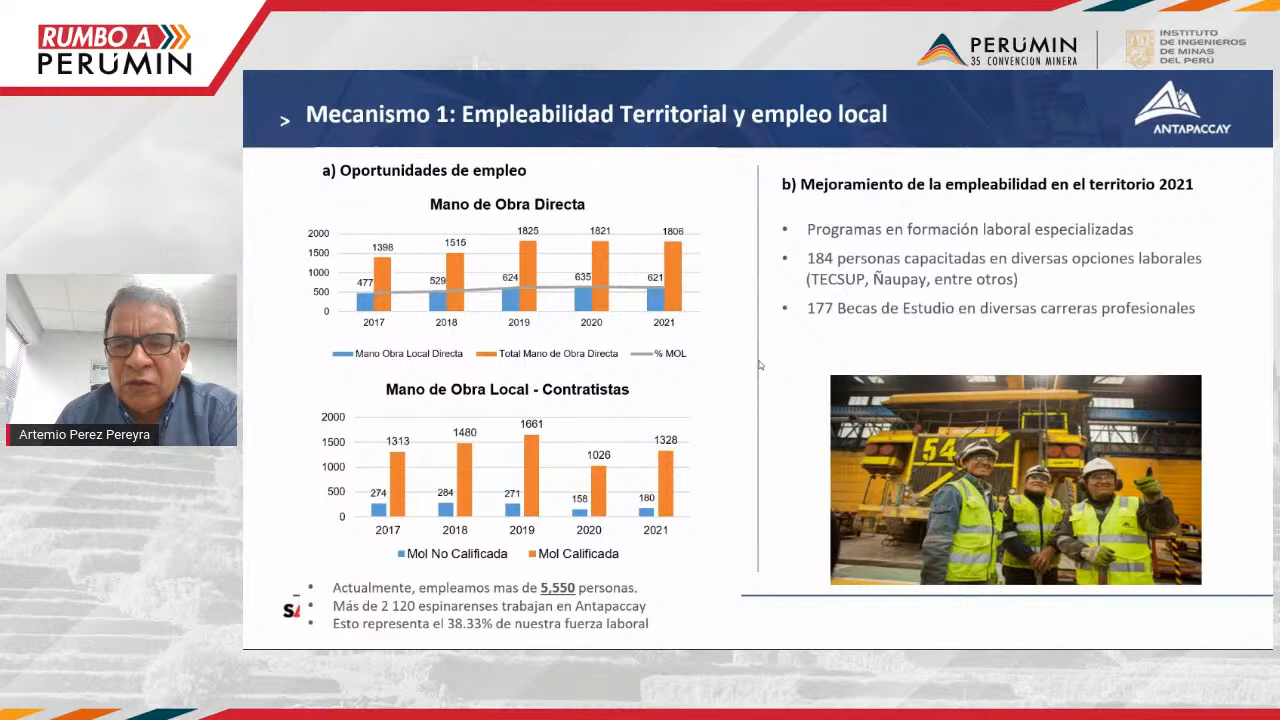 RUMBO A
PERÚMIN
PERÚMIN
35 CONVENCIÓN MINERA
INSTITUTO
DE INGENIEROS
DE MINAS
DEL PERÚ
> Mecanismo 1: Empleabilidad Territorial y empleo local
ANTAPACCAY
a) Oportunidades de empleo
Mano de Obra Directa
2000
1500
1000
500
0
1398
1515
1825
1821
1806
477
529
624
635
621
2017 2018 2019 2020 2021
Mano Obra Local Directa Total Mano de Obra Directa % MOL
Mano de Obra Local - Contratistas
2000
1500
1000
500
0
1313
1480
1661
1026
1328
274
284
271
158
180
2017 2018 2019 2020 2021
Mol No Calificada Mol Calificada
• Actualmente, empleamos mas de 5,550 personas.
• Más de 2 120 espinarenses trabajan en Antapaccay
• Esto representa el 38.33% de nuestra fuerza laboral
b) Mejoramiento de la empleabilidad en el territorio 2021
• Programas en formación laboral especializadas
• 184 personas capacitadas en diversas opciones laborales
(TECSUP, Ñaupay, entre otros)
• 177 Becas de Estudio en diversas carreras profesionales
54
Artemio Perez Pereyra